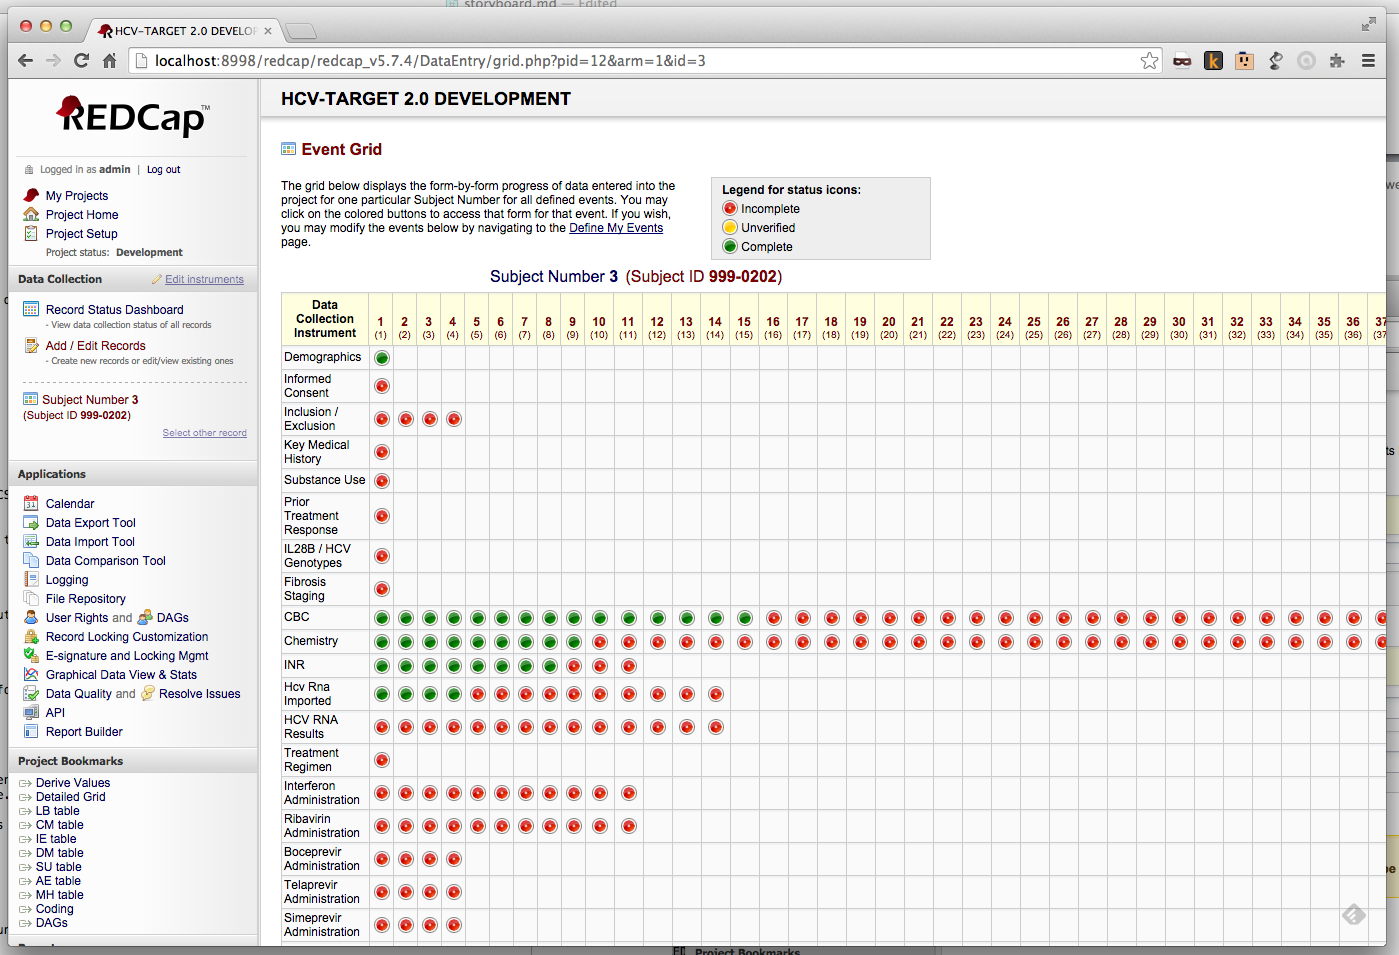 storyboard.md — Edited
HCV-TARGET 2.0 DEVELOP
localhost:8998/redcap/redcap_v5.7.4/DataEntry/grid.php?pid=12&arm=1&id=3
REDCap™
Logged in as admin | Log out
My Projects
Project Home
Project Setup
Project status: Development
Data Collection
Edit instruments
Record Status Dashboard
- View data collection status of all records
Add / Edit Records
- Create new records or edit/view existing ones
Subject Number 3
(Subject ID 999-0202)
Select other record
Applications
Calendar
Data Export Tool
Data Import Tool
Data Comparison Tool
Logging
File Repository
User Rights and DAGs
Record Locking Customization
E-signature and Locking Mgmt
Graphical Data View & Stats
Data Quality and Resolve Issues
API
Report Builder
Project Bookmarks
Derive Values
Detailed Grid
LB table
CM table
IE table
DM table
SU table
AE table
MH table
Coding
DAGs
HCV-TARGET 2.0 DEVELOPMENT
Event Grid
The grid below displays the form-by-form progress of data entered into the
project for one particular Subject Number for all defined events. You may
click on the colored buttons to access that form for that event. If you wish,
you may modify the events below by navigating to the Define My Events
page.
Legend for status icons:
Incomplete
Unverified
Complete
Subject Number 3 (Subject ID 999-0202)
Data
Collection
Instrument
1 2 3 4 5 6 7 8 9 10 11 12 13 14 15 16 17 18 19 20 21 22 23 24 25 26 27 28 29 30 31 32 33 34 35 36 37
(1) (2) (3) (4) (5) (6) (7) (8) (9) (10) (11) (12) (13) (14) (15) (16) (17) (18) (19) (20) (21) (22) (23) (24) (25) (26) (27) (28) (29) (30) (31) (32) (33) (34) (35) (36) (37
Demographics
Informed
Consent
Inclusion /
Exclusion
Key Medical
History
Substance Use
Prior
Treatment
Response
IL28B / HCV
Genotypes
Fibrosis
Staging
CBC
Chemistry
INR
Hcv Rna
Imported
HCV RNA
Results
Treatment
Regimen
Interferon
Administration
Ribavirin
Administration
Boceprevir
Administration
Telaprevir
Administration
Simeprevir
Administration
Project Bookmarks